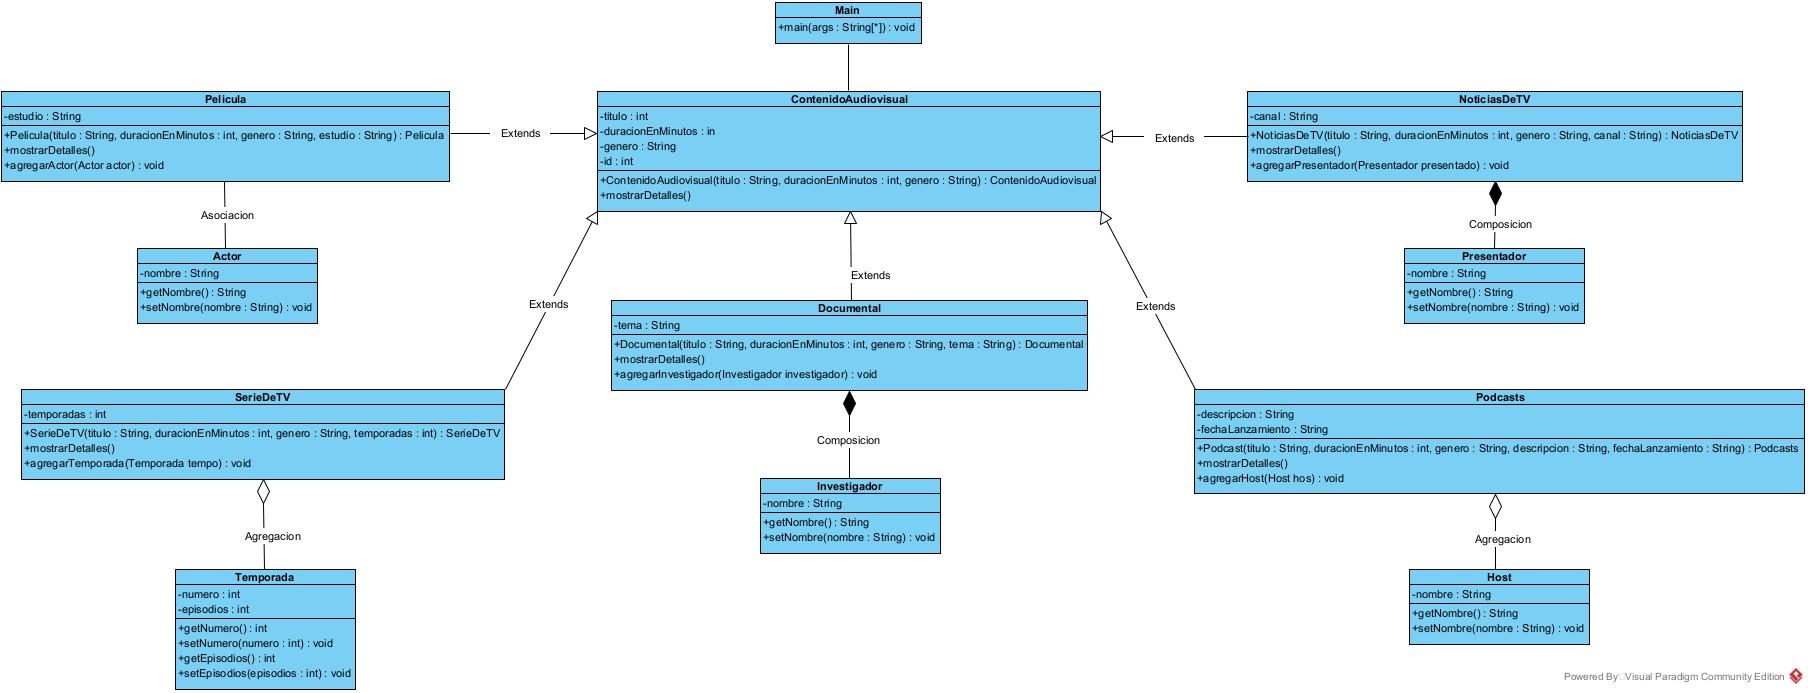 Main
+main(args : String[*]) : void
Pelicula
-estudio : String
+Pelicula(titulo : String, duracionEnMinutos : int, genero : String, estudio : String) : Pelicula
+mostrarDetalles()
+agregarActor(Actor actor) : void
Extends
ContenidoAudiovisual
-titulo : int
-duracionEnMinutos : in
-genero : String
-id : int
+ContenidoAudiovisual(titulo : String, duracionEnMinutos : int, genero : String) : ContenidoAudiovisual
+mostrarDetalles()
Extends
NoticiasDeTV
-canal : String
+NoticiasDeTV(titulo : String, duracionEnMinutos : int, genero : String, canal : String) : NoticiasDeTV
+mostrarDetalles()
+agregarPresentador(Presentador presentado) : void
Asociacion
Actor
-nombre : String
+getNombre() : String
+setNombre(nombre : String) : void
Composicion
Presentador
-nombre : String
+getNombre() : String
+setNombre(nombre : String) : void
Extends
Extends
Extends
Documental
-tema : String
+Documental(titulo : String, duracionEnMinutos : int, genero : String, tema : String) : Documental
+mostrarDetalles()
+agregarInvestigador(Investigador investigador) : void
SerieDeTV
-temporadas : int
+SerieDeTV(titulo : String, duracionEnMinutos : int, genero : String, temporadas : int) : SerieDeTV
+mostrarDetalles()
+agregarTemporada(Temporada tempo) : void
Podcasts
-descripcion : String
-fechaLanzamiento : String
+Podcast(titulo : String, duracionEnMinutos : int, genero : String, descripcion : String, fechaLanzamiento : String) : Podcasts
+mostrarDetalles()
+agregarHost(Host hos) : void
Composicion
Investigador
-nombre : String
+getNombre() : String
+setNombre(nombre : String) : void
Agregacion
Temporada
-numero : int
-episodios : int
+getNumero() : int
+setNumero(numero : int) : void
+getEpisodios() : int
+setEpisodios(episodios : int) : void
Agregacion
Host
-nombre : String
+getNombre() : String
+setNombre(nombre : String) : void
Powered By Visual Paradigm Community Edition